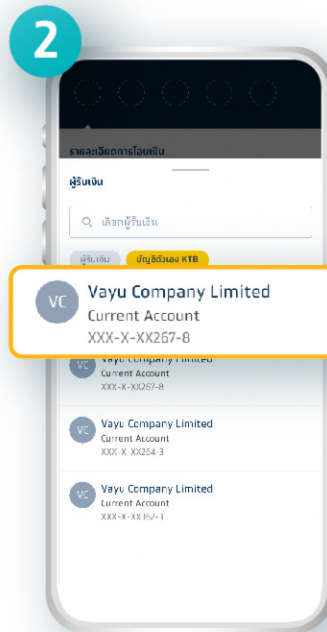 2
รายละเอียดการโอนเงิน
ผู้รับเงิน
เลือกผู้รับเงิน
ผู้รับเงิน
บัญชีตัวเอง KTB
VC
Vayu Company Limited
Current Account
XXX-X-XX267-8
VC
Vayu Company Limited
Current Account
XXX-X-XX267-8
VC
Vayu Company Limited
Current Account
XXX-X-XX264-3
VC
Vayu Company Limited
Current Account